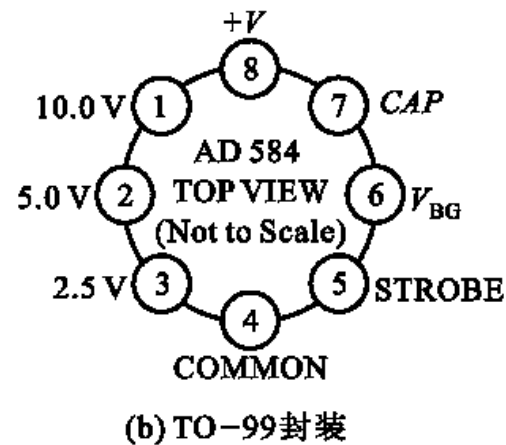 +V
8
10.0 V 1 7 CAP
AD 584
5.0 V 2 TOP VIEW 6 VBG
(Not to Scale)
2.5 V 3 5 STROBE
4
COMMON
(b) TO-99封装